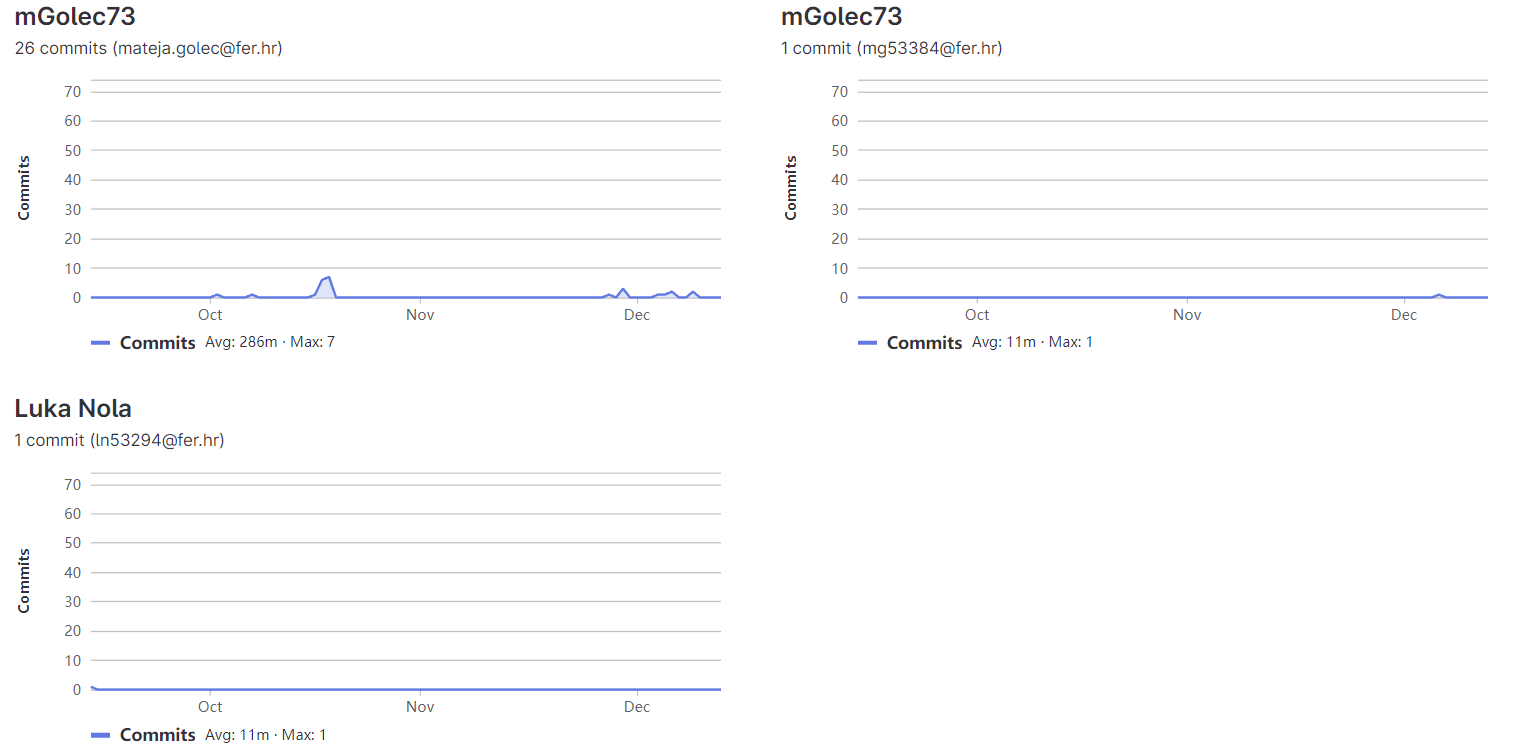 mGolec73
26 commits (mateja.golec@fer.hr)
70
60
50
40
30
20
10
0
Commits
Oct Nov Dec
Commits Avg: 286m · Max: 7
mGolec73
1 commit (mg53384@fer.hr)
70
60
50
40
30
20
10
0
Commits
Oct Nov Dec
Commits Avg: 11m · Max: 1
Luka Nola
1 commit (ln53294@fer.hr)
70
60
50
40
30
20
10
0
Commits
Oct Nov Dec
Commits Avg: 11m · Max: 1